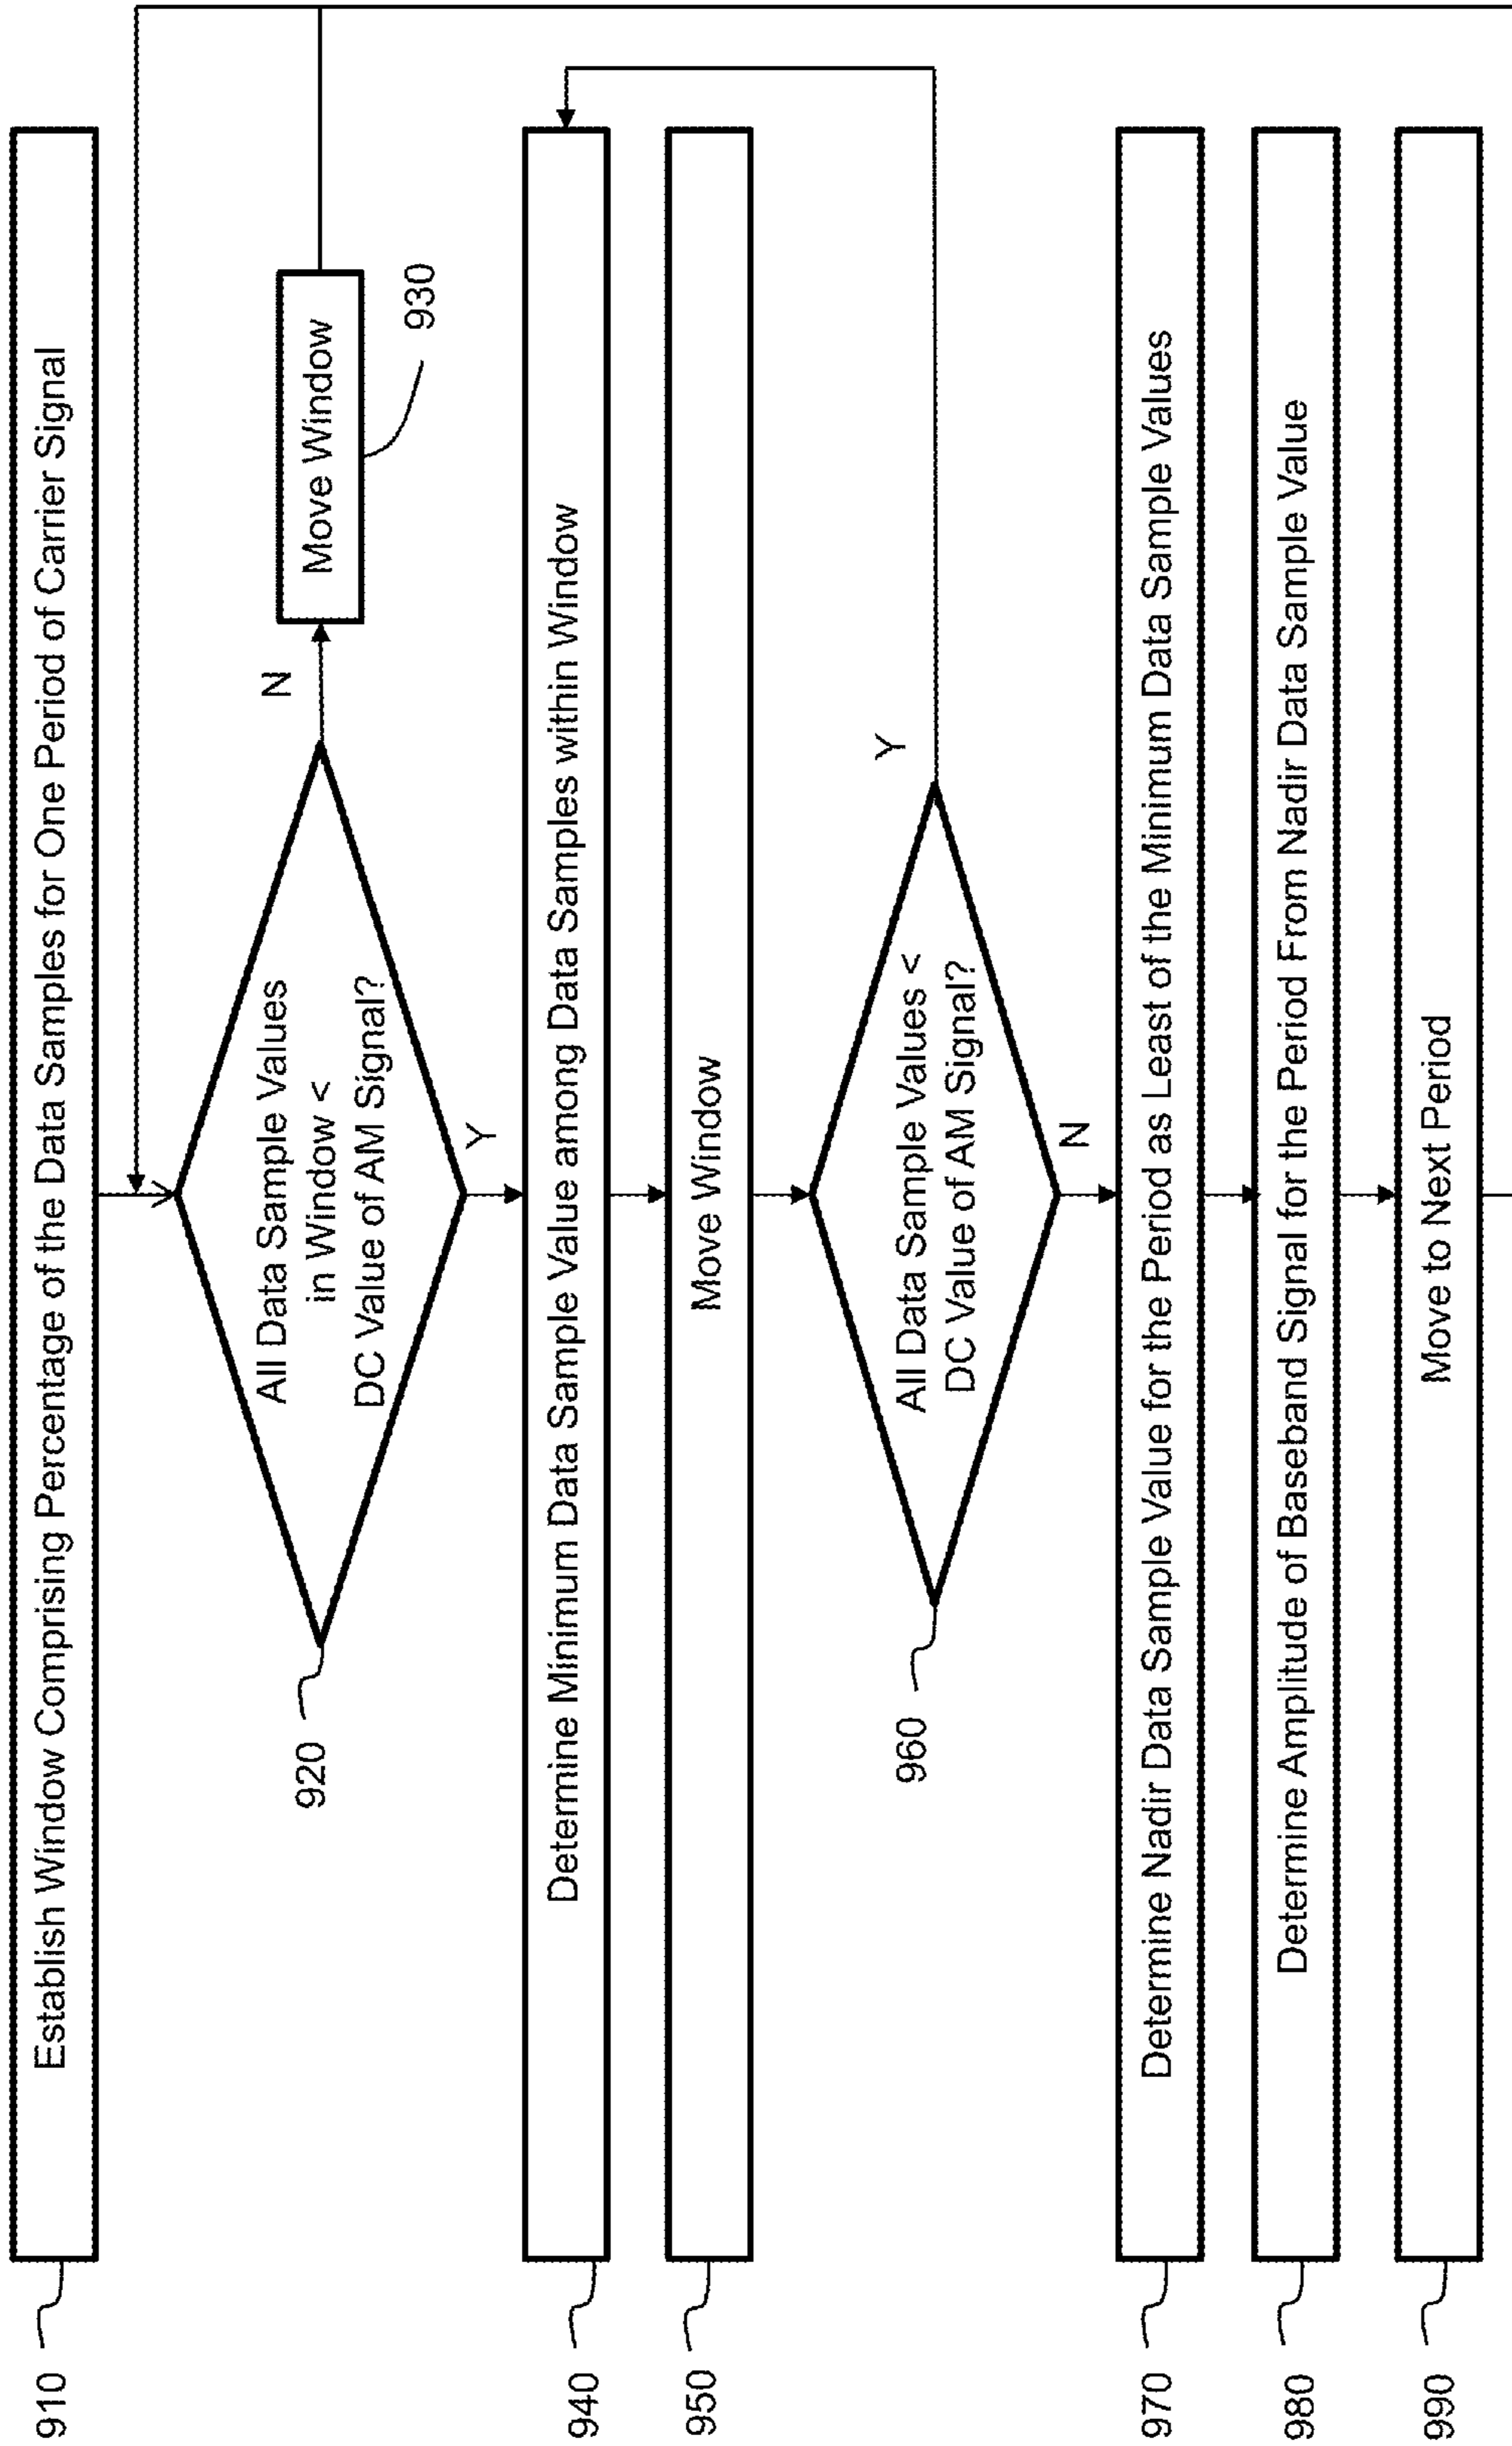 910
Establish Window Comprising Percentage of the Data Samples for One Period of Carrier Signal
920
All Data Sample Values
in Window <
DC Value of AM Signal?
N
Move Window
930
Y
940
Determine Minimum Data Sample Value among Data Samples within Window
950
Move Window
960
All Data Sample Values <
DC Value of AM Signal?
Y
N
970
Determine Nadir Data Sample Value for the Period as Least of the Minimum Data Sample Values
980
Determine Amplitude of Baseband Signal for the Period From Nadir Data Sample Value
990
Move to Next Period